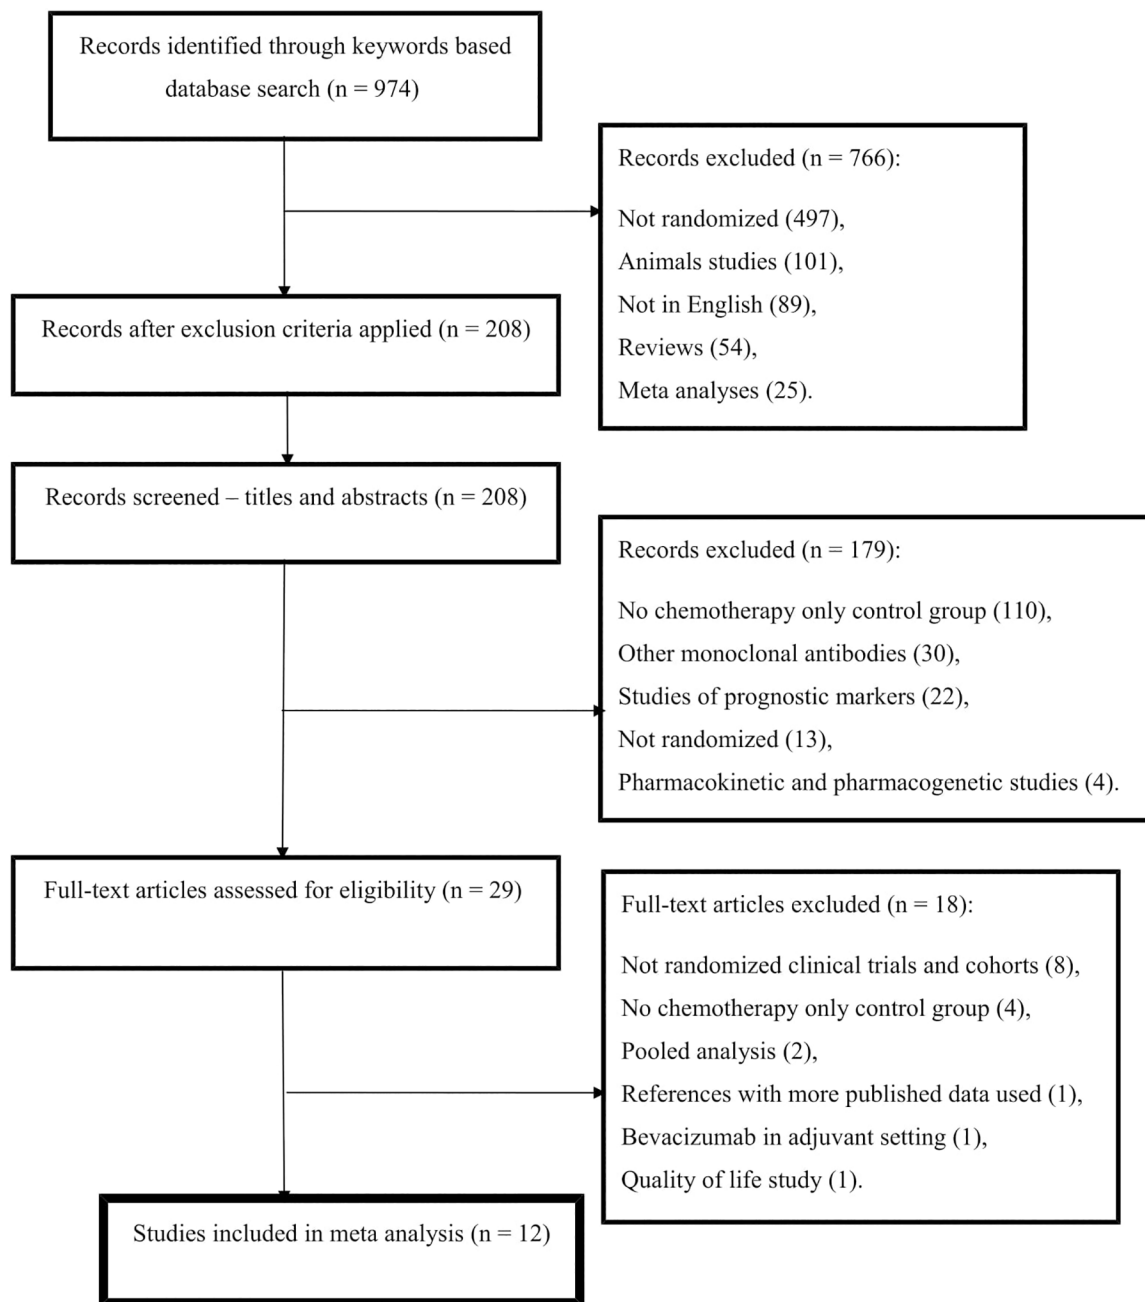 Records identified through keywords based
database search (n = 974)
Records excluded (n = 766):
Not randomized (497),
Animals studies (101),
Not in English (89),
Reviews (54),
Meta analyses (25).
Records after exclusion criteria applied (n = 208)
Records screened – titles and abstracts (n = 208)
Records excluded (n = 179):
No chemotherapy only control group (110),
Other monoclonal antibodies (30),
Studies of prognostic markers (22),
Not randomized (13),
Pharmacokinetic and pharmacogenetic studies (4).
Full-text articles assessed for eligibility (n = 29)
Full-text articles excluded (n = 18):
Not randomized clinical trials and cohorts (8),
No chemotherapy only control group (4),
Pooled analysis (2),
References with more published data used (1),
Bevacizumab in adjuvant setting (1),
Quality of life study (1).
Studies included in meta analysis (n = 12)